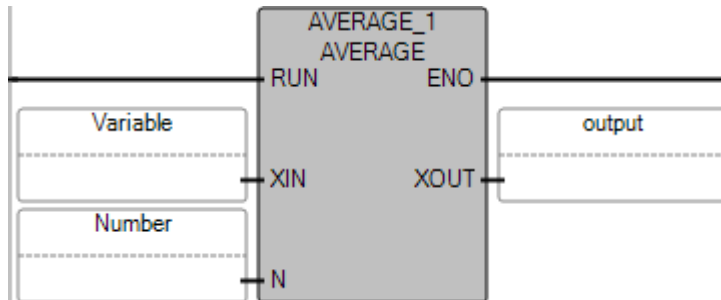 AVERAGE_1
AVERAGE
RUN ENO
Variable output
XIN XOUT
Number
N